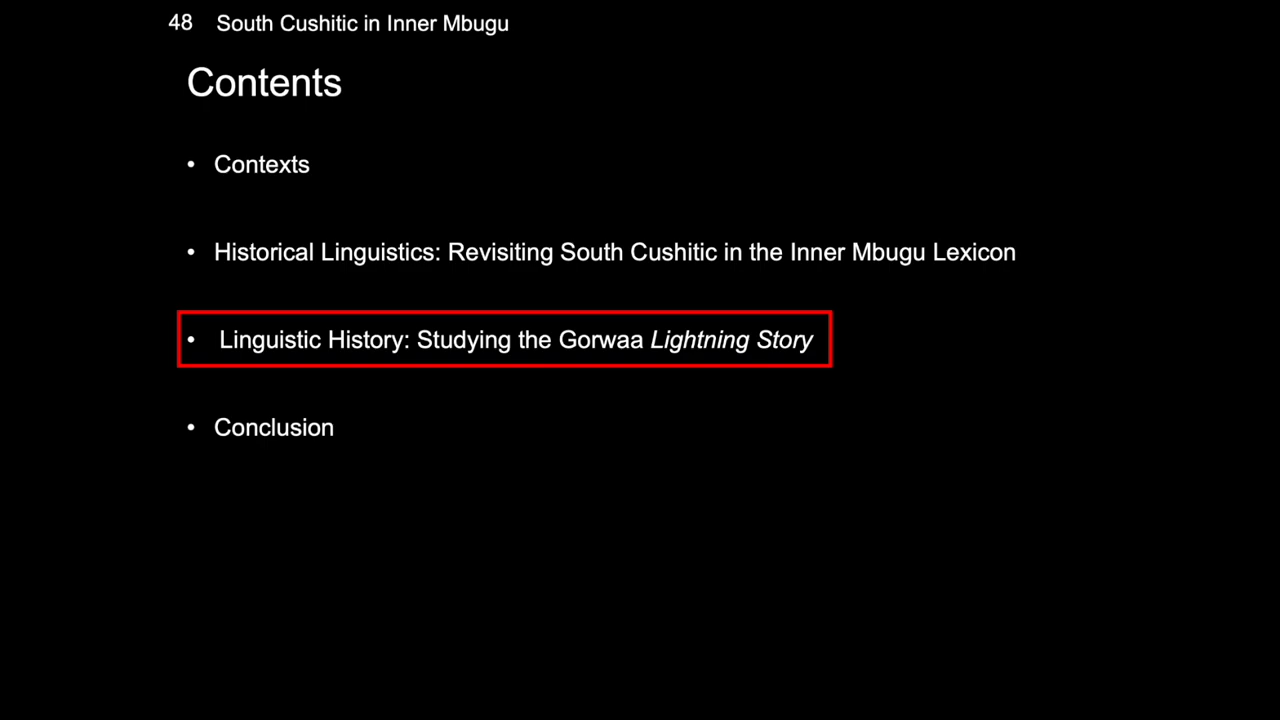 48 South Cushitic in Inner Mbugu
Contents
• Contexts
• Historical Linguistics: Revisiting South Cushitic in the Inner Mbugu Lexicon
• Linguistic History: Studying the Gorwaa Lightning Story
• Conclusion